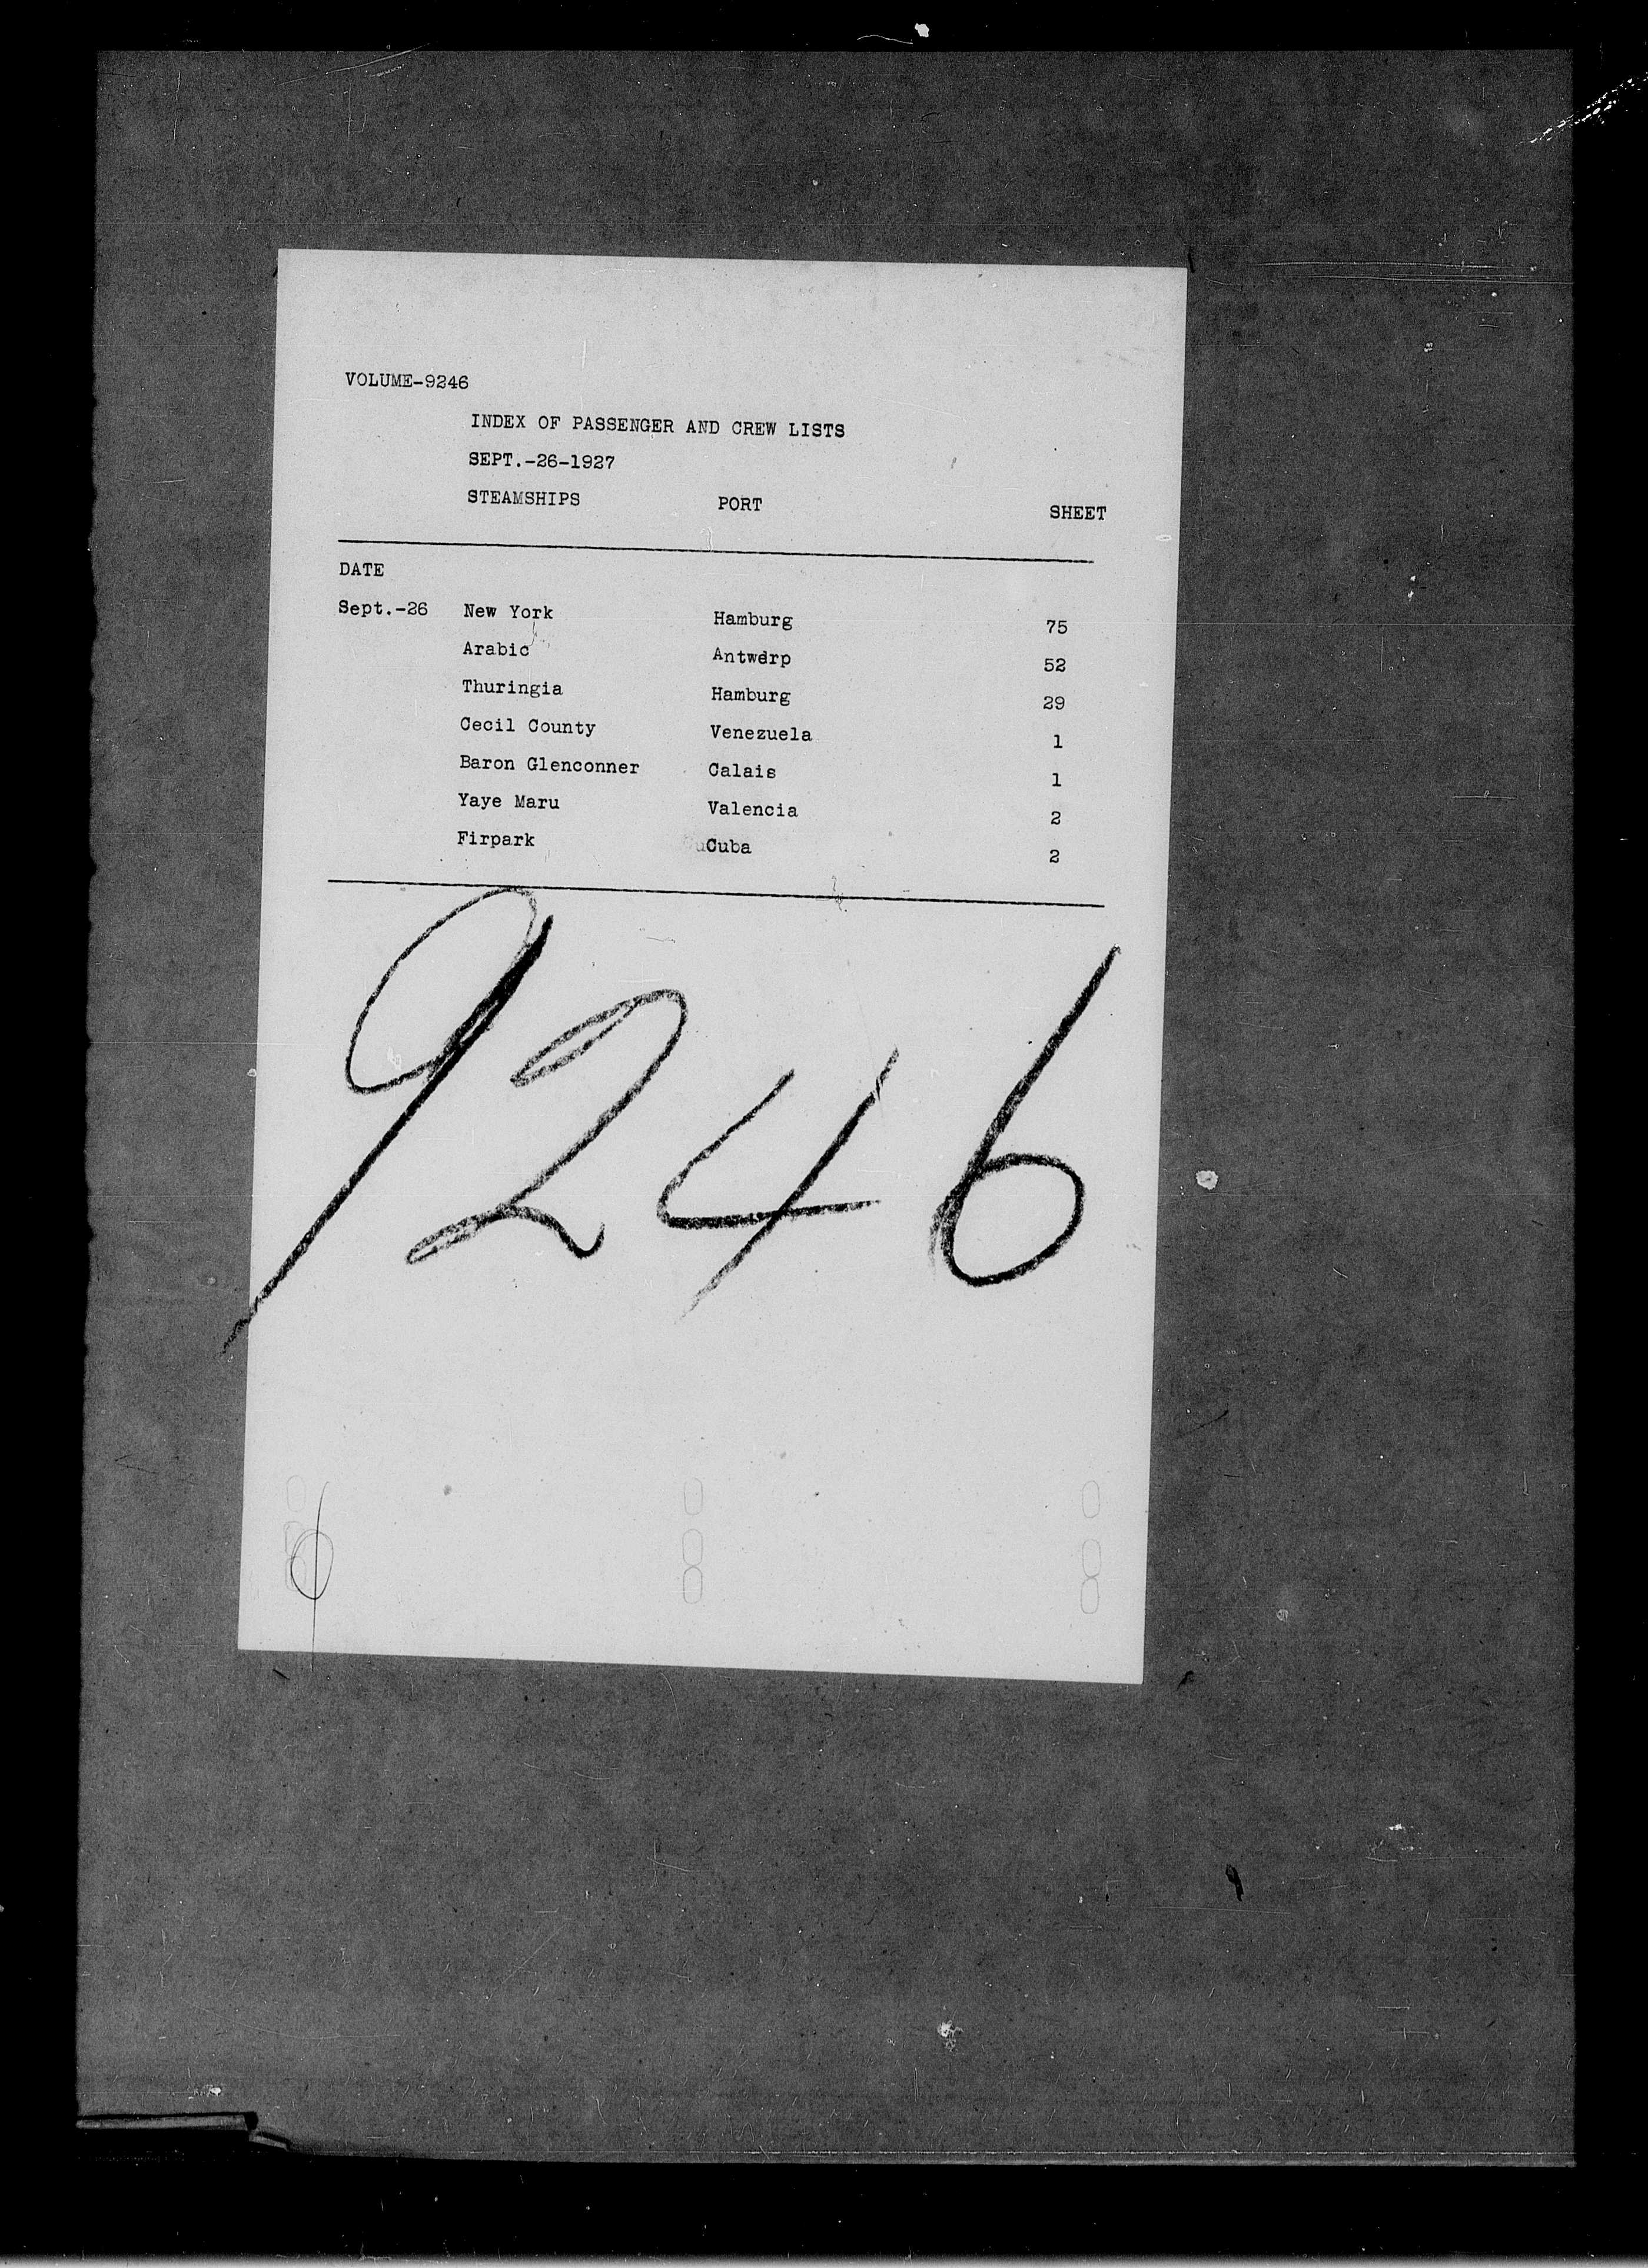 VOLUME-9246
INDEX OF PASSENGER AND CREW LISTS
SEPT.-26-1927
STEAMSHIPS PORT SHEET
DATE
Sept.-26 New York Hamburg 75
Arabic Antwerp 52
Thuringia Hamburg 29
Cecil County Venezuela 1
Baron Glenconner Calais 1
Yaye Maru Valencia 2
Firpark Cuba 2
9246